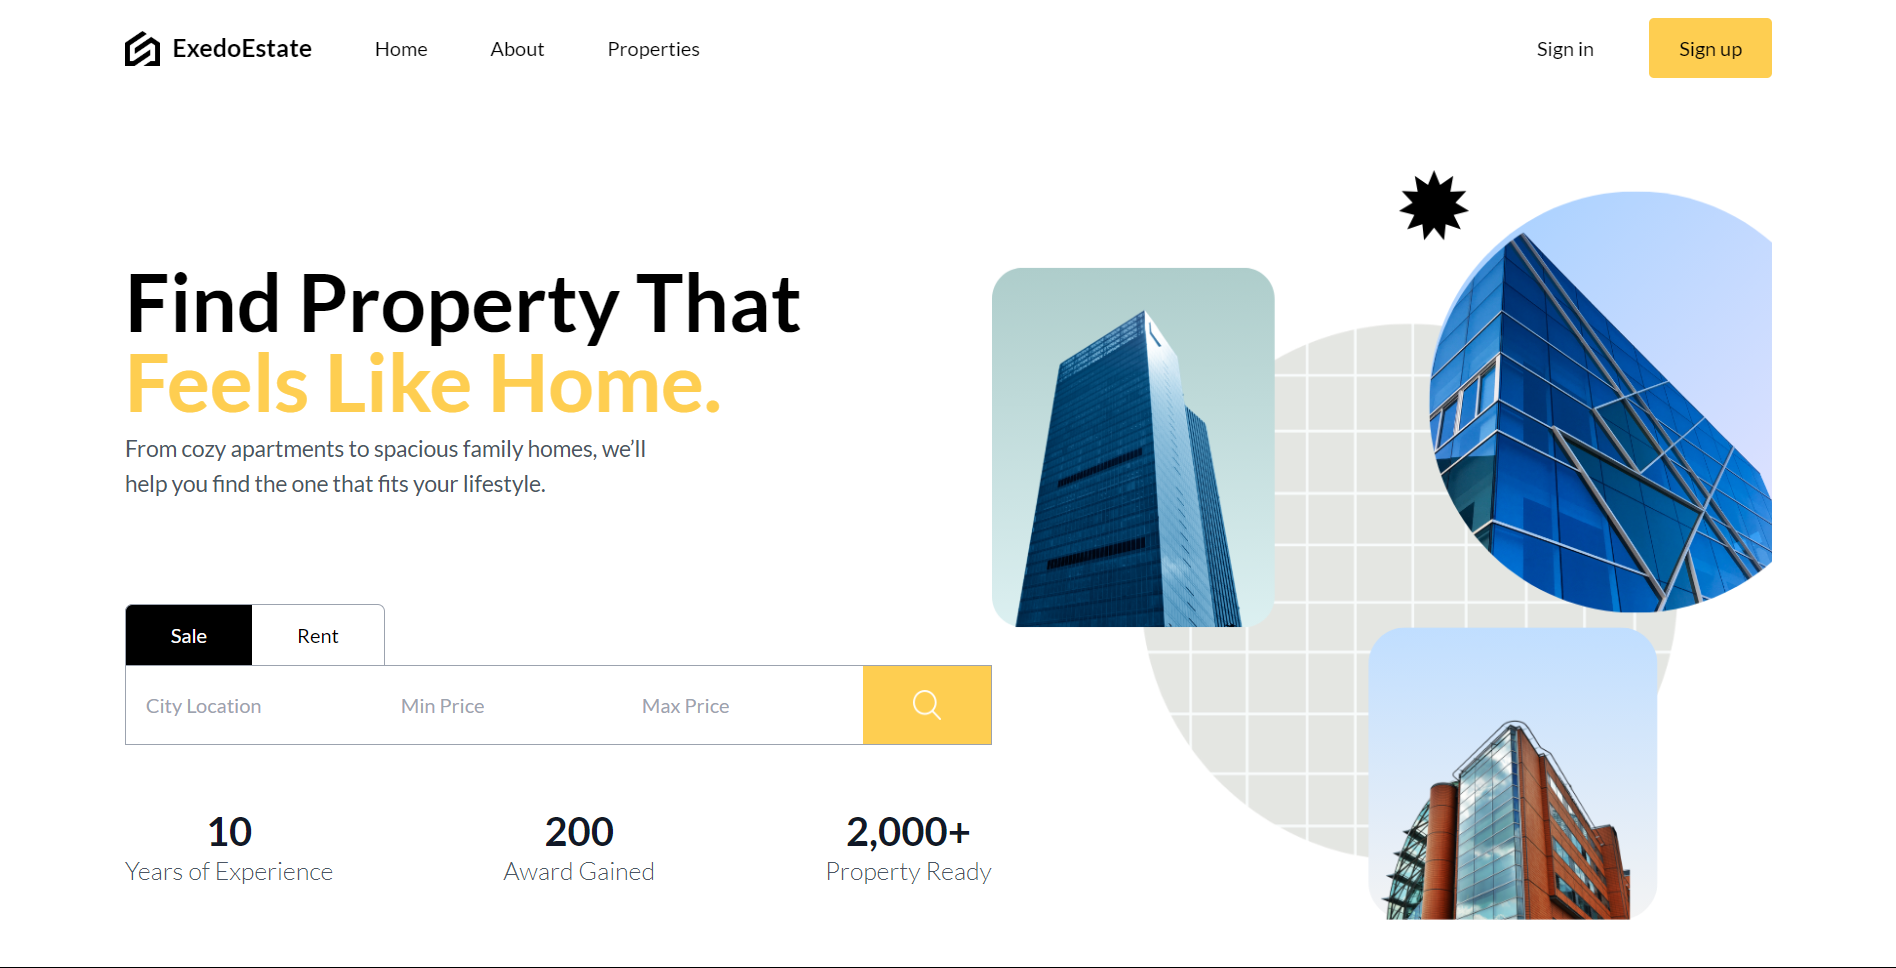 ExedoEstate
Home
About
Properties
Sign in
Sign up
Find Property That
Feels Like Home.
From cozy apartments to spacious family homes, we’ll
help you find the one that fits your lifestyle.
Sale
Rent
City Location
Min Price
Max Price
10
Years of Experience
200
Award Gained
2,000+
Property Ready